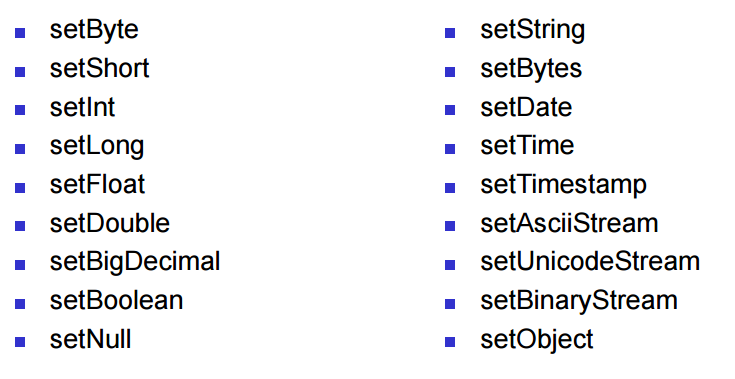 setByte
setShort
setInt
setLong
setFloat
setDouble
setBigDecimal
setBoolean
setNull
setString
setBytes
setDate
setTime
setTimestamp
setAsciiStream
setUnicodeStream
setBinaryStream
setObject